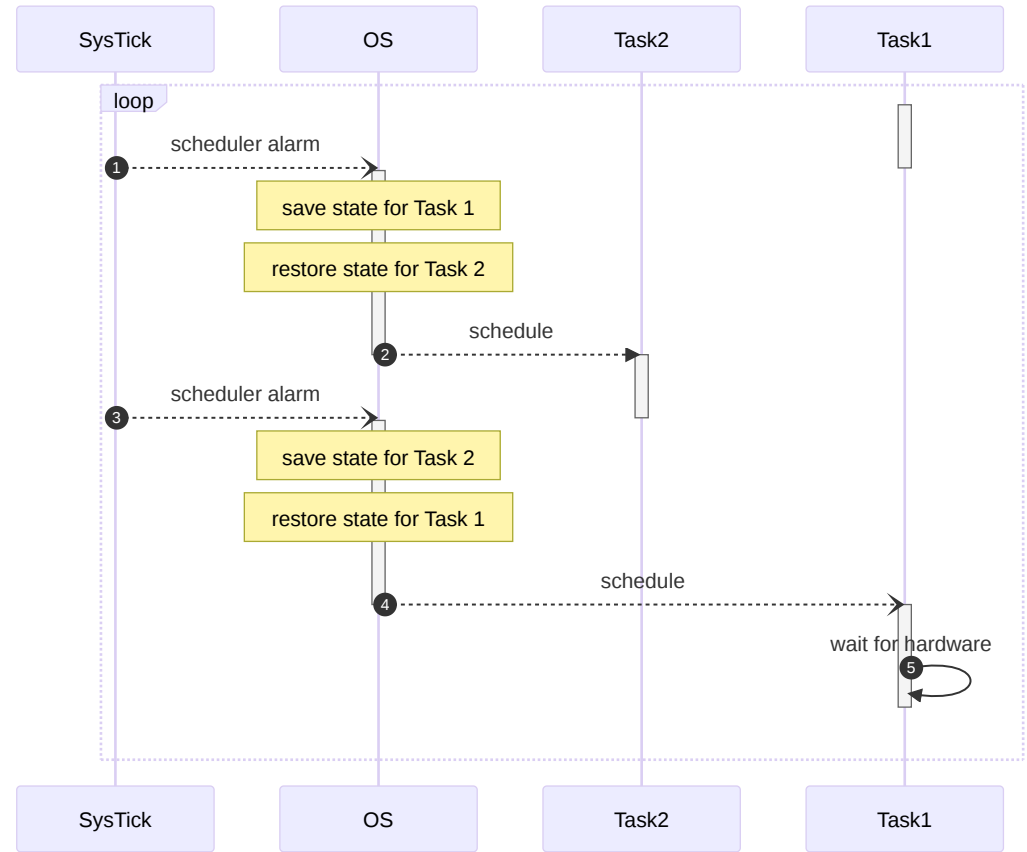 SysTick
OS
Task2
Task1
loop
scheduler alarm
1
save state for Task 1
restore state for Task 2
schedule
2
scheduler alarm
3
save state for Task 2
restore state for Task 1
schedule
4
wait for hardware
5
SysTick
OS
Task2
Task1